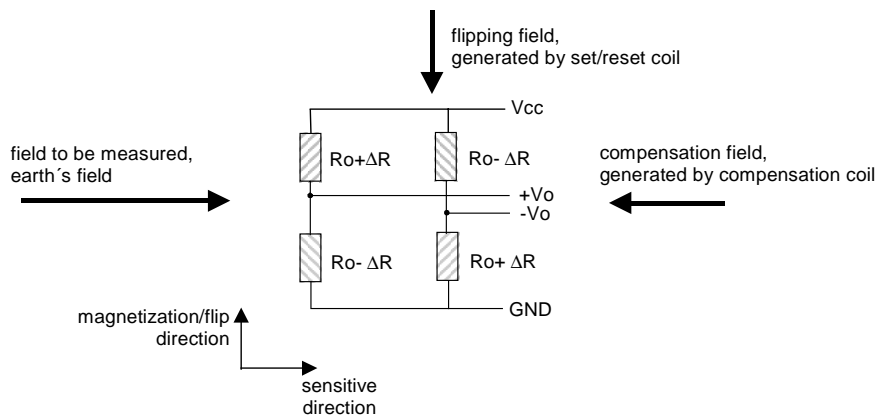 flipping field,
generated by set/reset coil
Vcc
field to be measured,
earth´s field
Ro+ΔR
Ro- ΔR
compensation field,
generated by compensation coil
+Vo
-Vo
Ro- ΔR
Ro+ ΔR
GND
magnetization/flip
direction
sensitive
direction